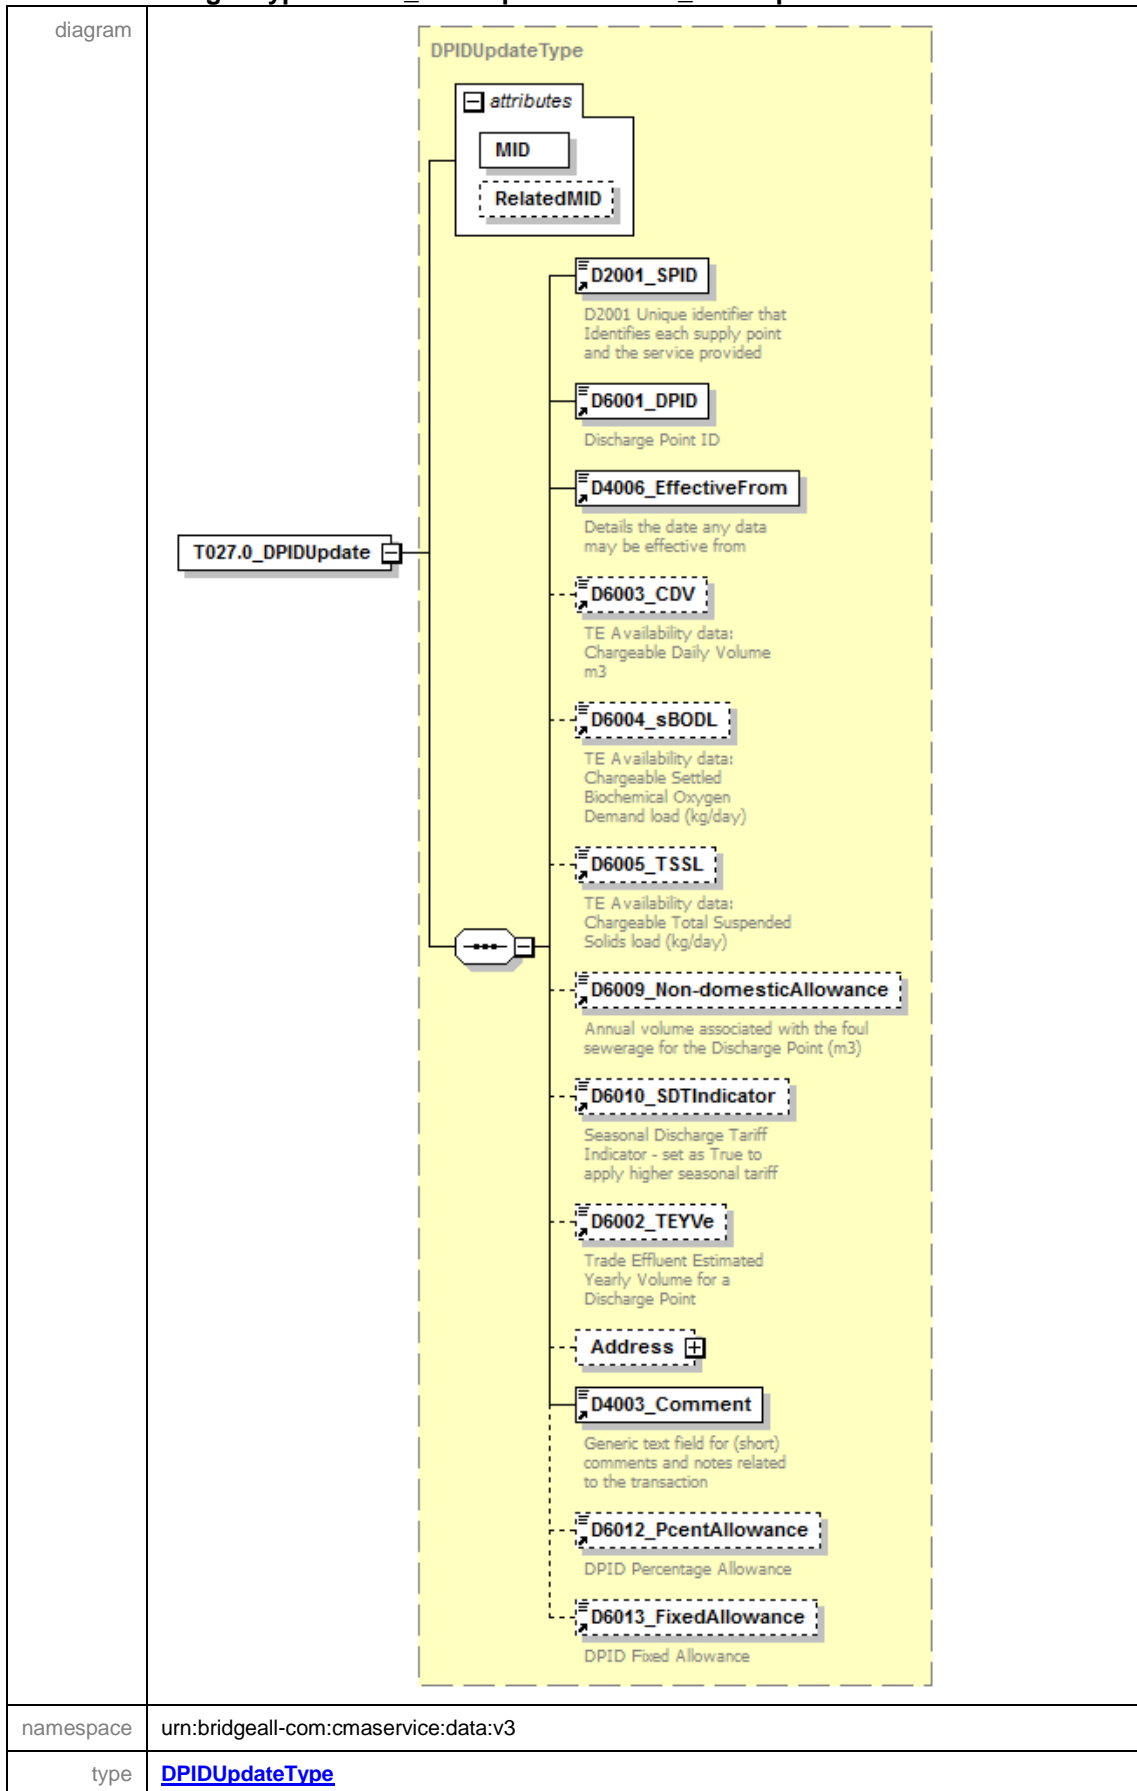 diagram
DPIDUpdateType
attributes
MID
RelatedMID
D2001_SPID
D2001 Unique identifier that
Identifies each supply point
and the service provided
D6001_DPID
Discharge Point ID
D4006_EffectiveFrom
Details the date any data
may be effective from
T027.0_DPIDUpdate
D6003_CDV
TE Availability data:
Chargeable Daily Volume
m3
D6004_sBODL
TE Availability data:
Chargeable Settled
Biochemical Oxygen
Demand load (kg/day)
D6005_TSSL
TE Availability data:
Chargeable Total Suspended
Solids load (kg/day)
D6009_Non-domesticAllowance
Annual volume associated with the foul
sewerage for the Discharge Point (m3)
D6010_SDTIndicator
Seasonal Discharge Tariff
Indicator - set as True to
apply higher seasonal tariff
D6002_TEYVe
Trade Effluent Estimated
Yearly Volume for a
Discharge Point
Address
D4003_Comment
Generic text field for (short)
comments and notes related
to the transaction
D6012_PcentAllowance
DPID Percentage Allowance
D6013_FixedAllowance
DPID Fixed Allowance
namespace urn:bridgeall-com:cmaservice:data:v3
type DPIDUpdateType